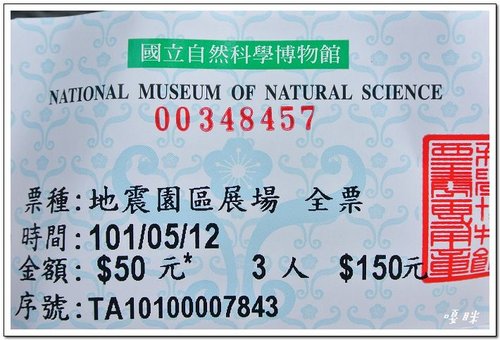 國立自然科學博物館
NATIONAL MUSEUM OF NATURAL SCIENCE
00348457
票種:地震園區展場 全票
時間:101/05/12
金額:$50 元* 3 人 $150元
序號:TA10100007843
嘎眯